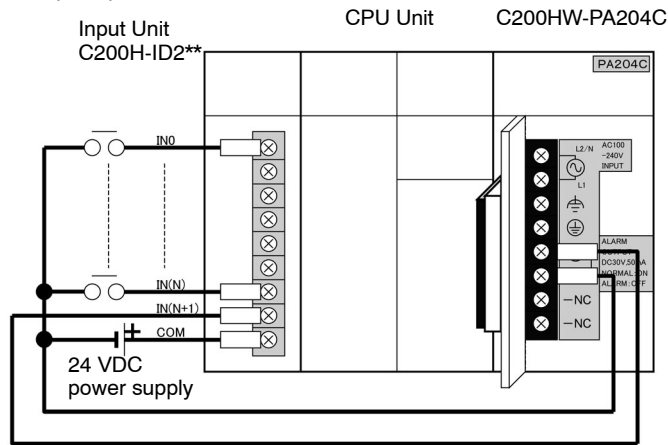 Input Unit
C200H-ID2**
CPU Unit
C200HW-PA204C
PA204C
IN0
IN(N)
IN(N+1)
COM
24 VDC
power supply
L2/N
L1
AC100
-240V
INPUT
ALARM
DC30V,50
NORMAL:ON
ALARM:OFF
NC
NC